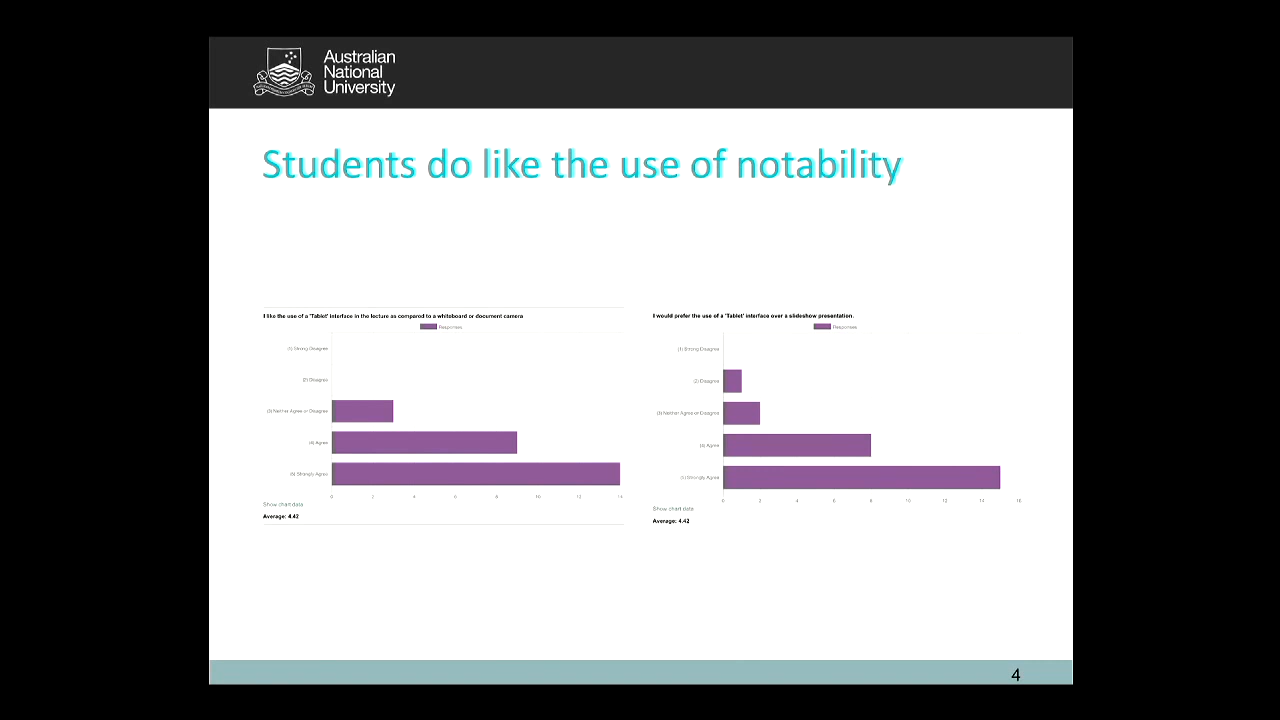 Australian
National
University
Students do like the use of notability
I like the use of a 'Tablet' interface in the lecture as compared to a whiteboard or document camera
Responses
(1) Strong Disagree
(2) Disagree
(3) Neither Agree or Disagree
(4) Agree
(5) Strongly Agree
0 2 4 6 8 10 12 14
Show chart data
Average: 4.42
I would prefer the use of a 'Tablet' interface over a slideshow presentation.
Responses
(1) Strong Disagree
(2) Disagree
(3) Neither Agree or Disagree
(4) Agree
(5) Strongly Agree
0 2 4 6 8 10 12 14 16
Show chart data
Average: 4.42
4